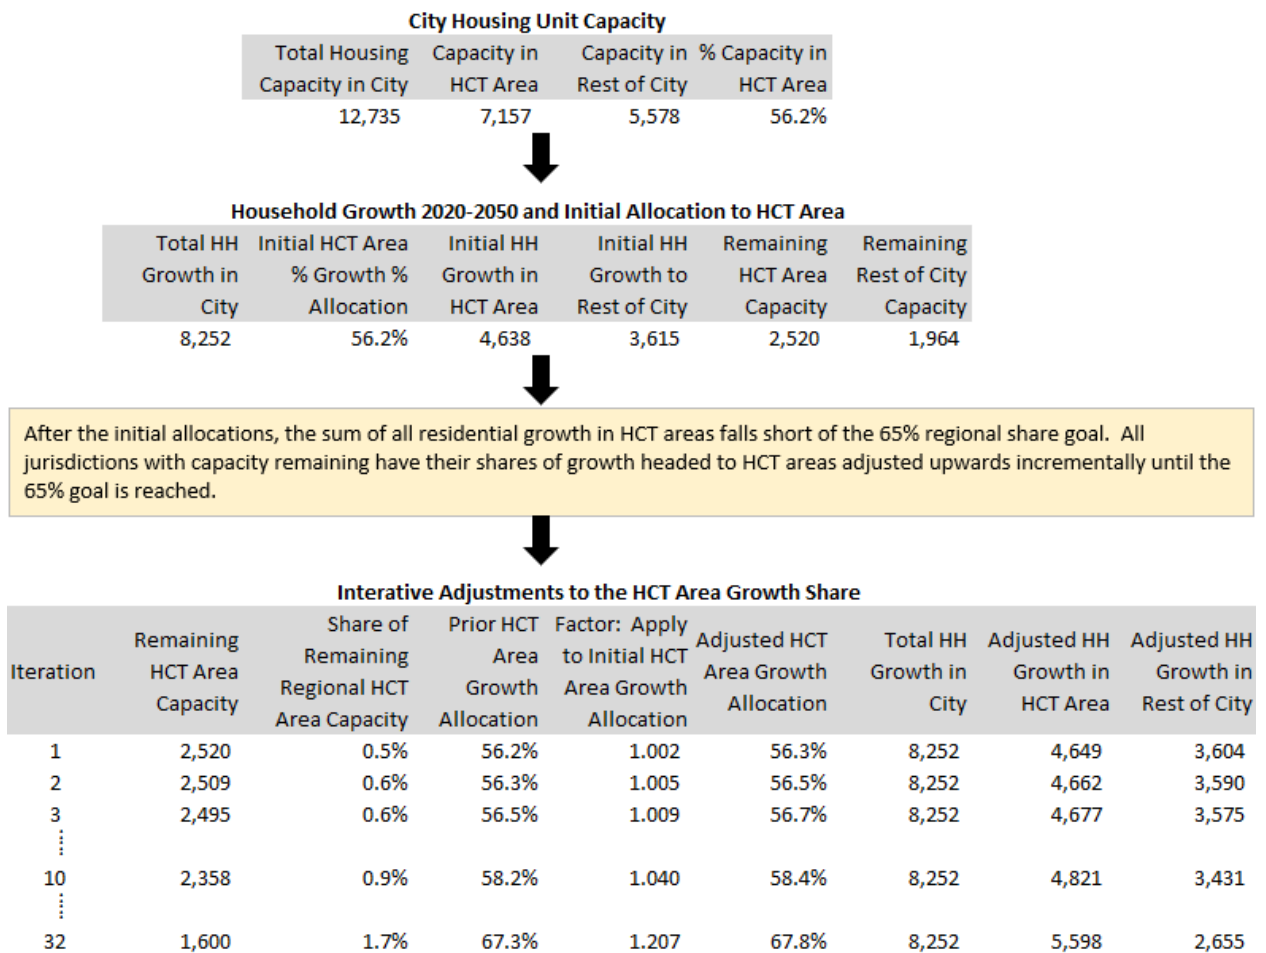 City Housing Unit Capacity
Total Housing Capacity in Capacity in % Capacity in
Capacity in City HCT Area Rest of City HCT Area
12,735 7,157 5,578 56.2%
Household Growth 2020-2050 and Initial Allocation to HCT Area
Total HH Initial HCT Area Initial HH Initial HH Remaining Remaining
Growth in % Growth % Growth in Growth to HCT Area Rest of City
City Allocation HCT Area Rest of City Capacity Capacity
8,252 56.2% 4,638 3,615 2,520 1,964
After the initial allocations, the sum of all residential growth in HCT areas falls short of the 65% regional share goal. All
jurisdictions with capacity remaining have their shares of growth headed to HCT areas adjusted upwards incrementally until the
65% goal is reached.
Interative Adjustments to the HCT Area Growth Share
Iteration
Remaining
HCT Area
Capacity
Share of
Remaining
Regional HCT
Area Capacity
Prior HCT
Area
Growth
Allocation
Factor: Apply
to Initial HCT
Area Growth
Allocation
Adjusted HCT
Area Growth
Allocation
Total HH
Growth in
City
Adjusted HH
Growth in
HCT Area
Adjusted HH
Growth in
Rest of City
1 2,520 0.5% 56.2% 1.002 56.3% 8,252 4,649 3,604
2 2,509 0.6% 56.3% 1.005 56.5% 8,252 4,662 3,590
3 2,495 0.6% 56.5% 1.009 56.7% 8,252 4,677 3,575
10 2,358 0.9% 58.2% 1.040 58.4% 8,252 4,821 3,431
32 1,600 1.7% 67.3% 1.207 67.8% 8,252 5,598 2,655